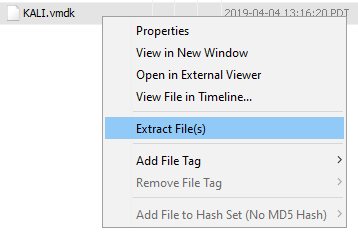 KALI.vmdk 2019-04-04 13:16:20 PDT
Properties
View in New Window
Open in External Viewer
View File in Timeline...
Extract File(s)
Add File Tag
Remove File Tag
Add File to Hash Set (No MD5 Hash)